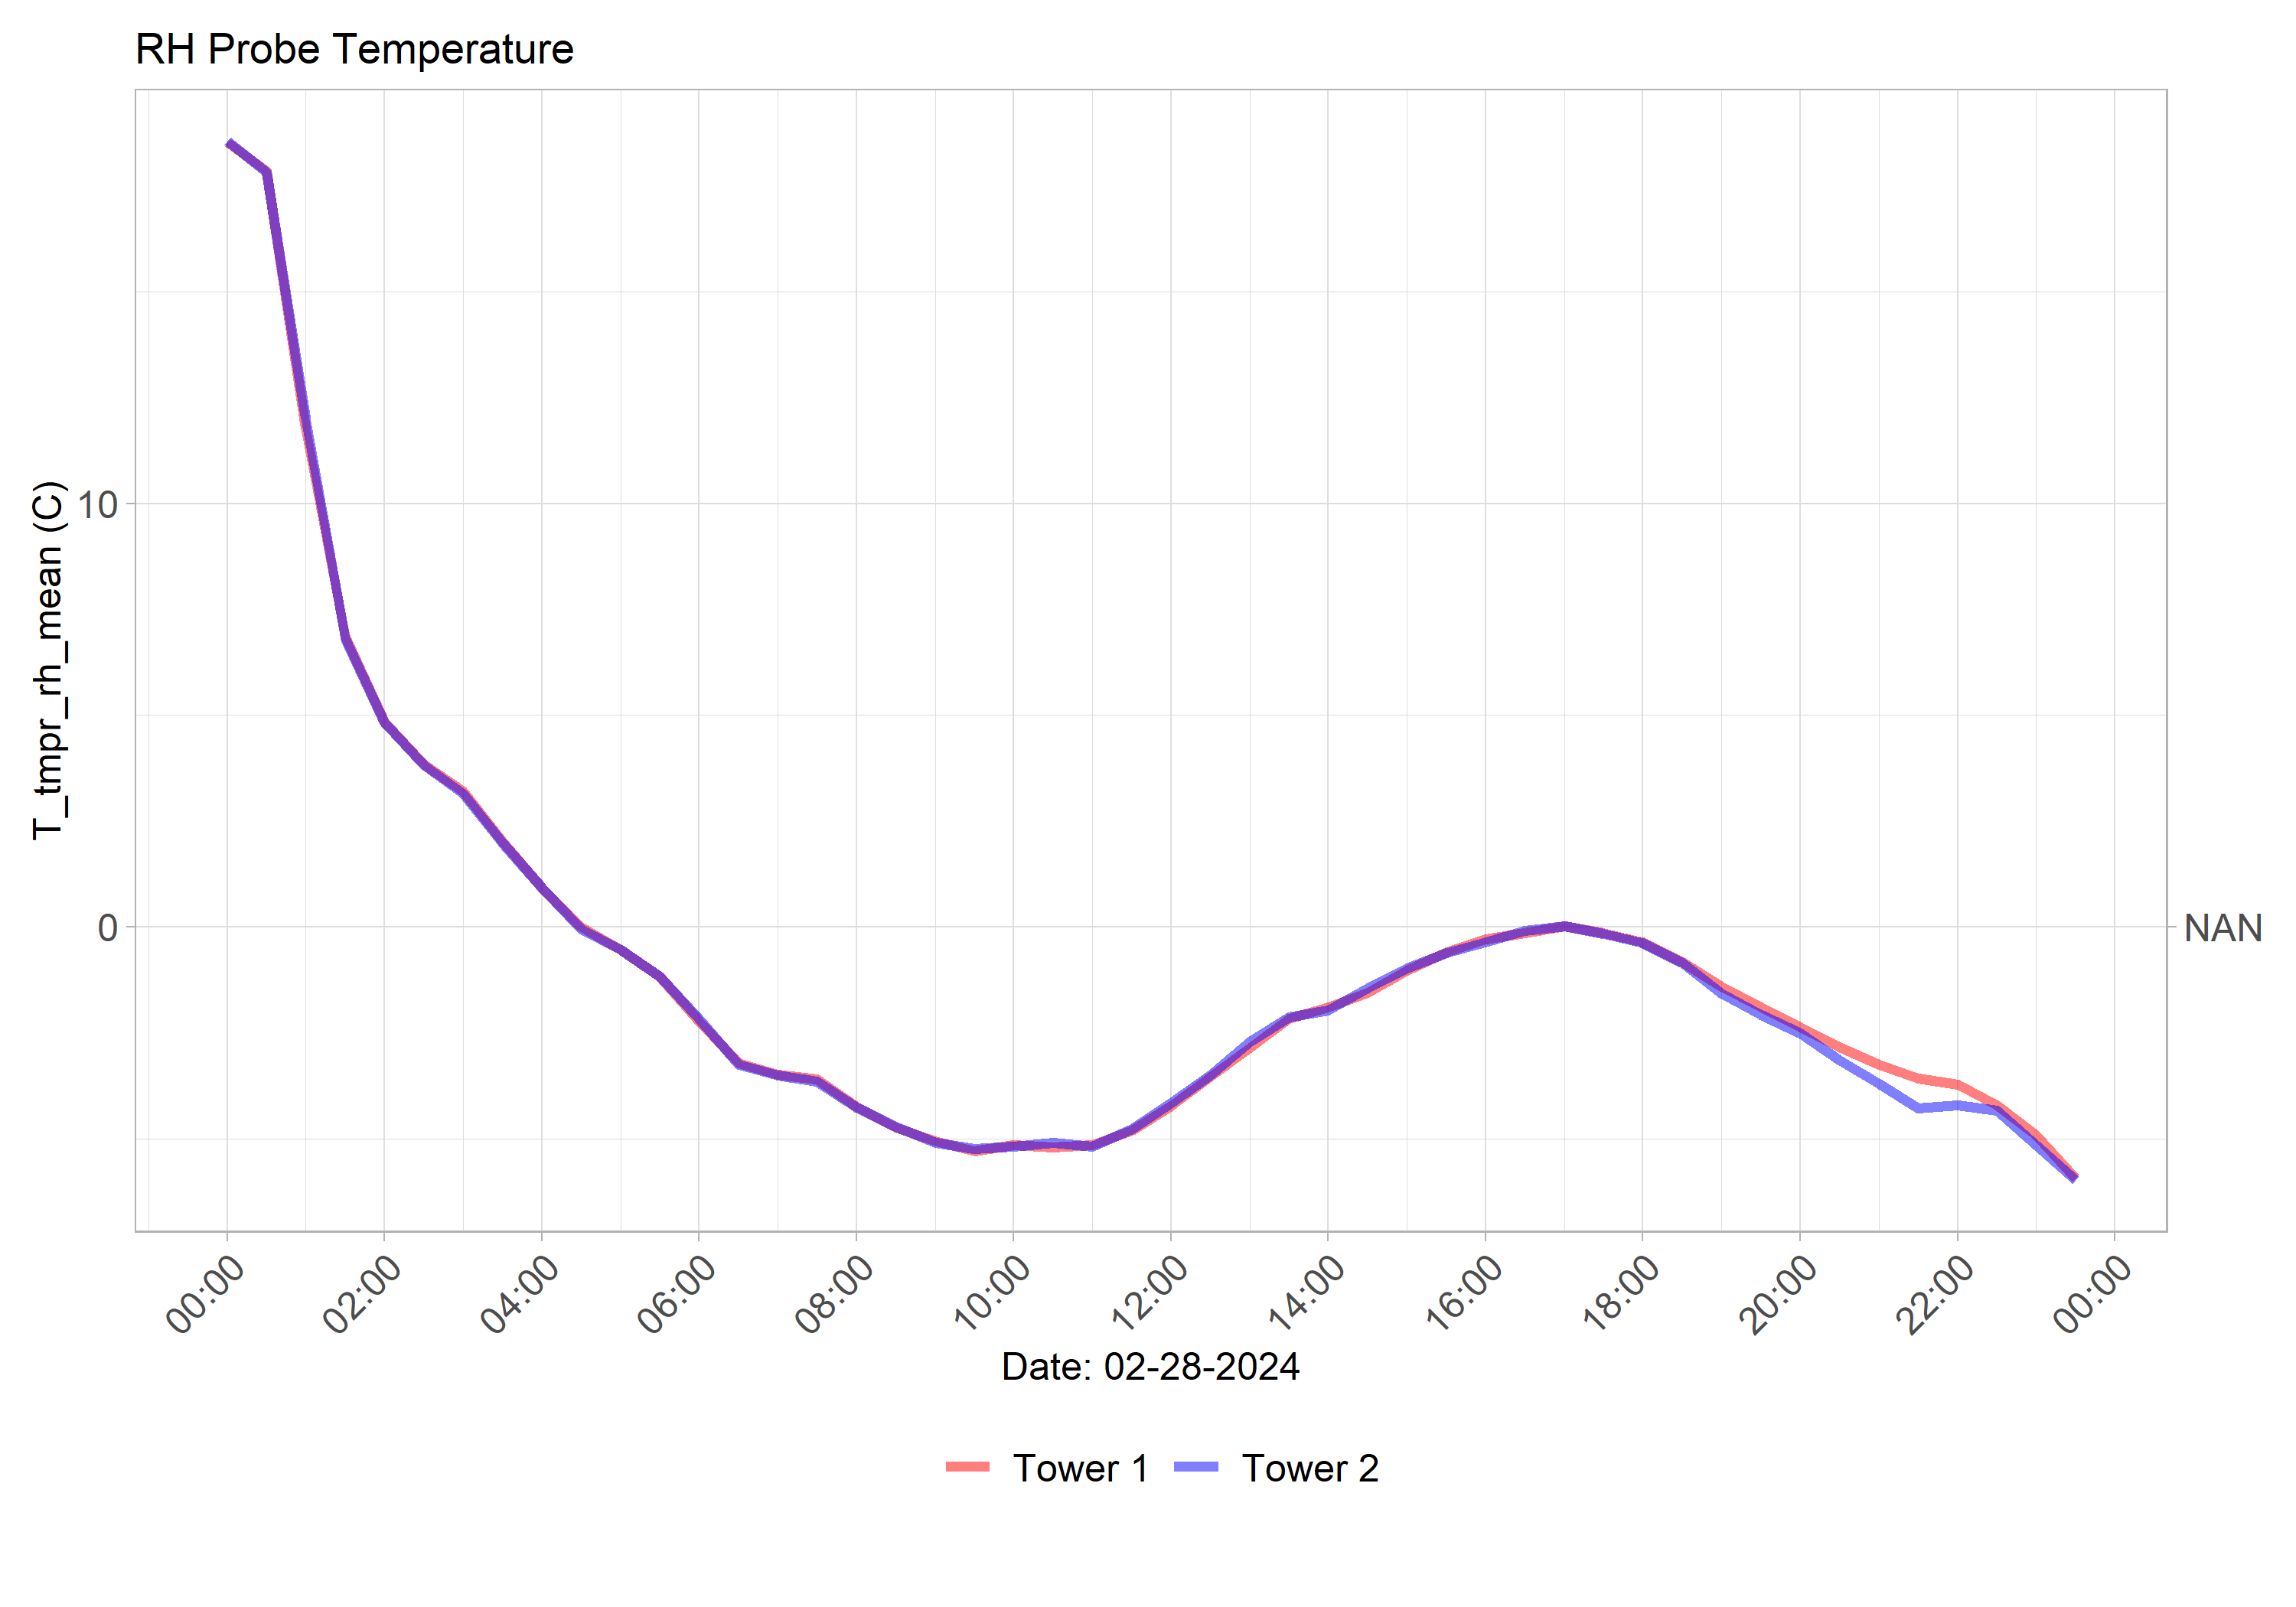 RH Probe Temperature
T_tmpr_rh_mean (C)
10
0
NAN
00:00 02:00 04:00 06:00 08:00 10:00 12:00 14:00 16:00 18:00 20:00 22:00 00:00
Date: 02-28-2024
Tower 1 Tower 2